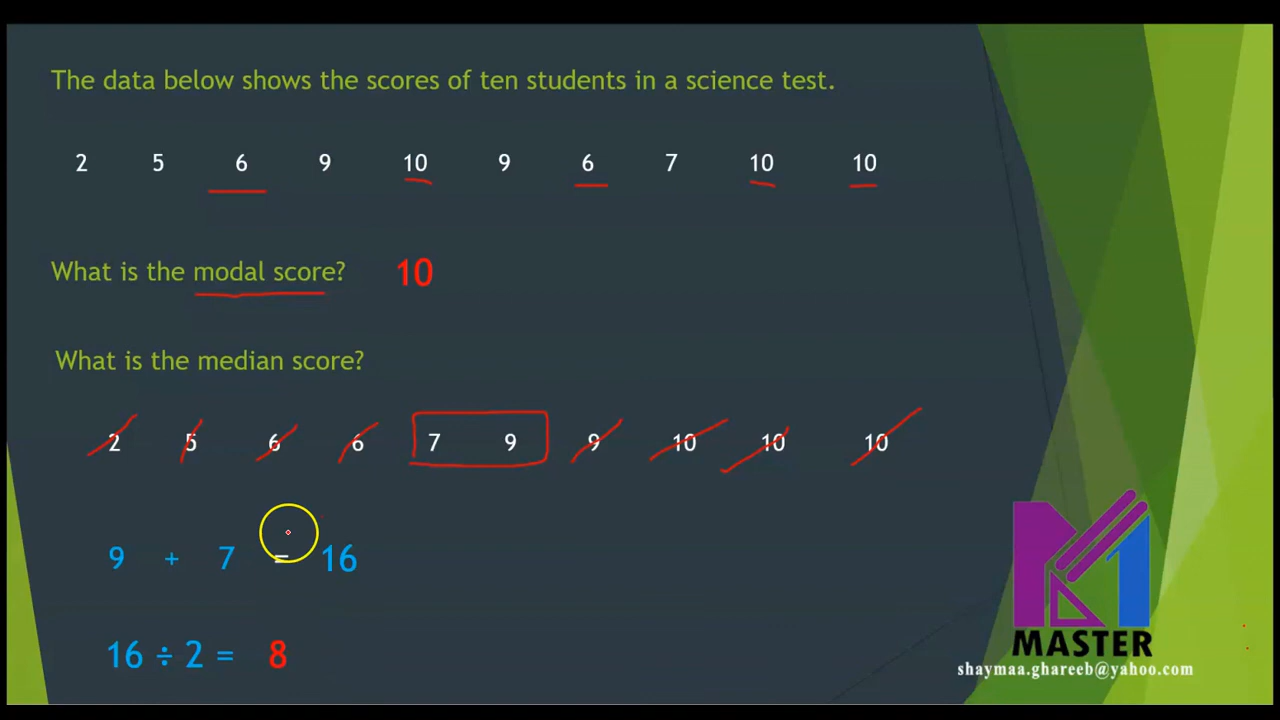 The data below shows the scores of ten students in a science test.
2 5 6 9 10 9 6 7 10 10
What is the modal score? 10
What is the median score?
2 5 6 6 7 9 9 10 10 10
9 + 7 = 16
16 ÷ 2 = 8
M1
MASTER
shaymaa.ghareeb@yahoo.com